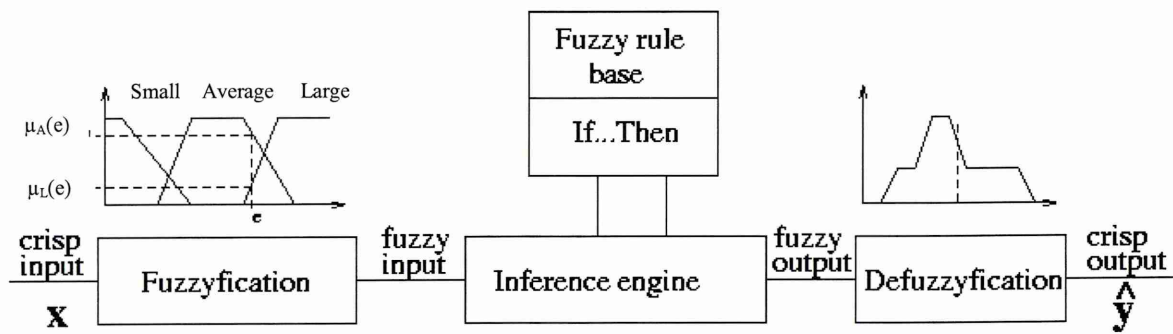 Fuzzy rule
base
If...Then
Small Average Large
μA(e)
μL(e)
e
crisp
input
x
Fuzzyfication
fuzzy
input
Inference engine
fuzzy
output
Defuzzyfication
crisp
output
ŷ